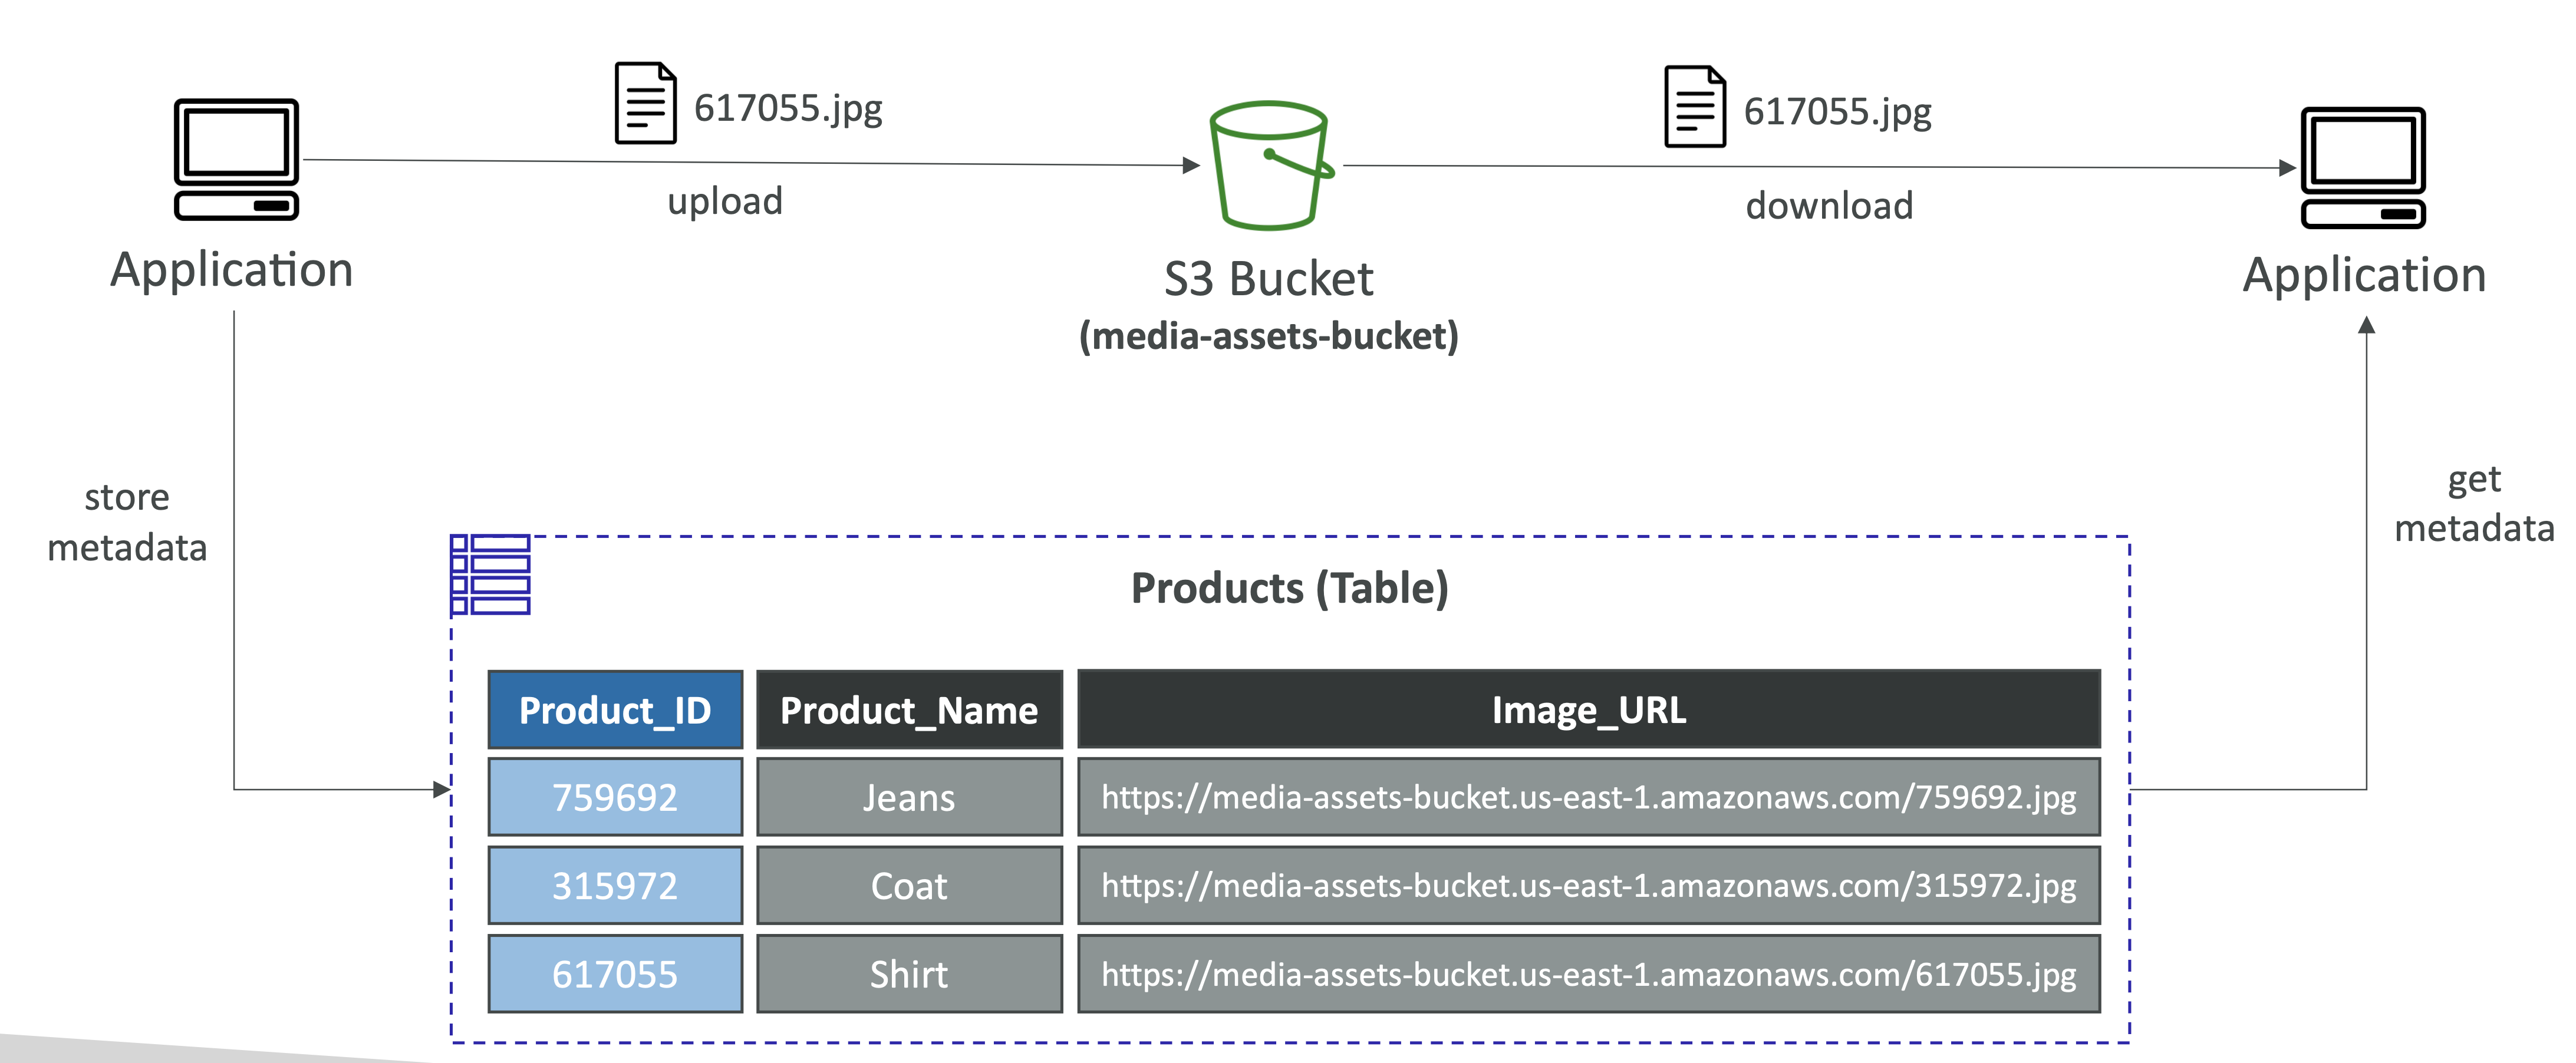 617055.jpg
617055.jpg
upload
download
Application
S3 Bucket
(media-assets-bucket)
Application
store
metadata
get
metadata
Products (Table)
Product_ID Product_Name Image_URL
759692 Jeans https://media-assets-bucket.us-east-1.amazonaws.com/759692.jpg
315972 Coat https://media-assets-bucket.us-east-1.amazonaws.com/315972.jpg
617055 Shirt https://media-assets-bucket.us-east-1.amazonaws.com/617055.jpg